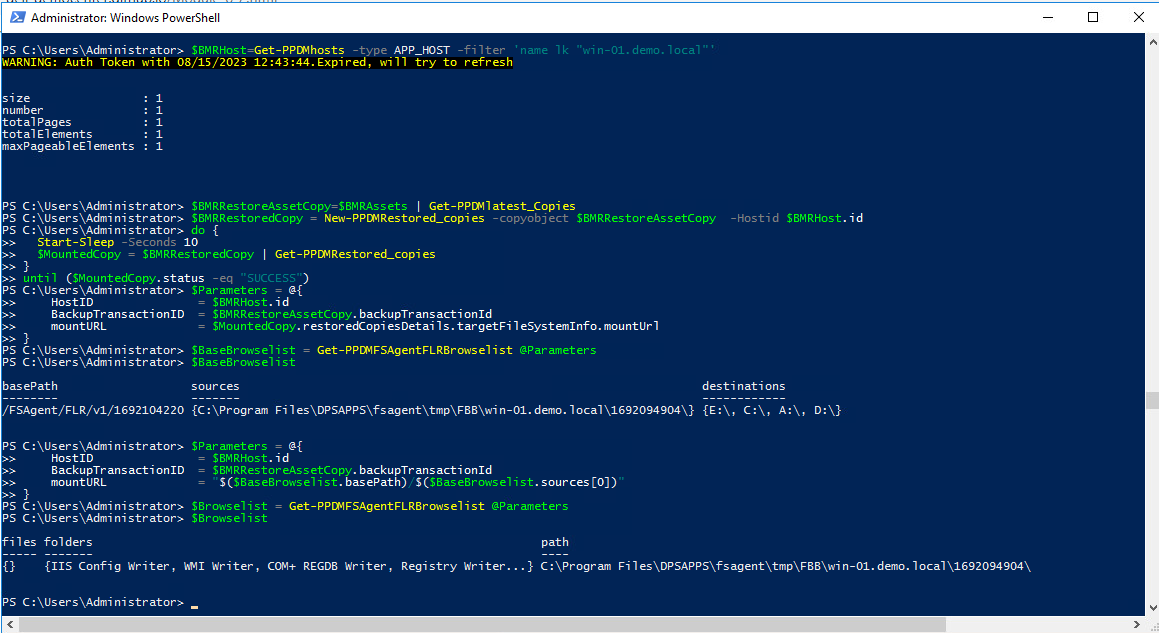 Administrator: Windows PowerShell
PS C:\Users\Administrator> $BMRHost=Get-PPDMhosts -type APP_HOST -filter 'name lk "win-01.demo.local"'
WARNING: Auth Token with 08/15/2023 12:43:44.Expired, will try to refresh
size                : 1
number              : 1
totalPages          : 1
totalElements       : 1
maxPageableElements : 1
PS C:\Users\Administrator> $BMRRestoreAssetCopy=$BMRAssets | Get-PPDMlatest_Copies
PS C:\Users\Administrator> $BMRRestoredCopy = New-PPDMRestored_copies -copyobject $BMRRestoreAssetCopy  -Hostid $BMRHost.id
PS C:\Users\Administrator> do {
>>   Start-Sleep -Seconds 10
>>   $MountedCopy = $BMRRestoredCopy | Get-PPDMRestored_copies
>> }
>> until ($MountedCopy.status -eq "SUCCESS")
PS C:\Users\Administrator> $Parameters = @{
>>     HostID               = $BMRHost.id
>>     BackupTransactionID  = $BMRRestoreAssetCopy.backupTransactionId
>>     mountURL             = $MountedCopy.restoredCopiesDetails.targetFileSystemInfo.mountUrl
>> }
PS C:\Users\Administrator> $BaseBrowselist = Get-PPDMFSAgentFLRBrowselist @Parameters
PS C:\Users\Administrator> $BaseBrowselist
basePath                   sources                                                                  destinations
--------                   -------                                                                  ------------
/FSAgent/FLR/v1/1692104220 {C:\Program Files\DPSAPPS\fsagent\tmp\FBB\win-01.demo.local\1692094904\} {E:\, C:\, A:\, D:\}
PS C:\Users\Administrator> $Parameters = @{
>>     HostID               = $BMRHost.id
>>     BackupTransactionID  = $BMRRestoreAssetCopy.backupTransactionId
>>     mountURL             = "$($BaseBrowselist.basePath)/$($BaseBrowselist.sources[0])"
>> }
PS C:\Users\Administrator> $Browselist = Get-PPDMFSAgentFLRBrowselist @Parameters
PS C:\Users\Administrator> $Browselist
files folders                                                                path
----- -------                                                                ----
{}    {IIS Config Writer, WMI Writer, COM+ REGDB Writer, Registry Writer...} C:\Program Files\DPSAPPS\fsagent\tmp\FBB\win-01.demo.local\1692094904\
PS C:\Users\Administrator> _